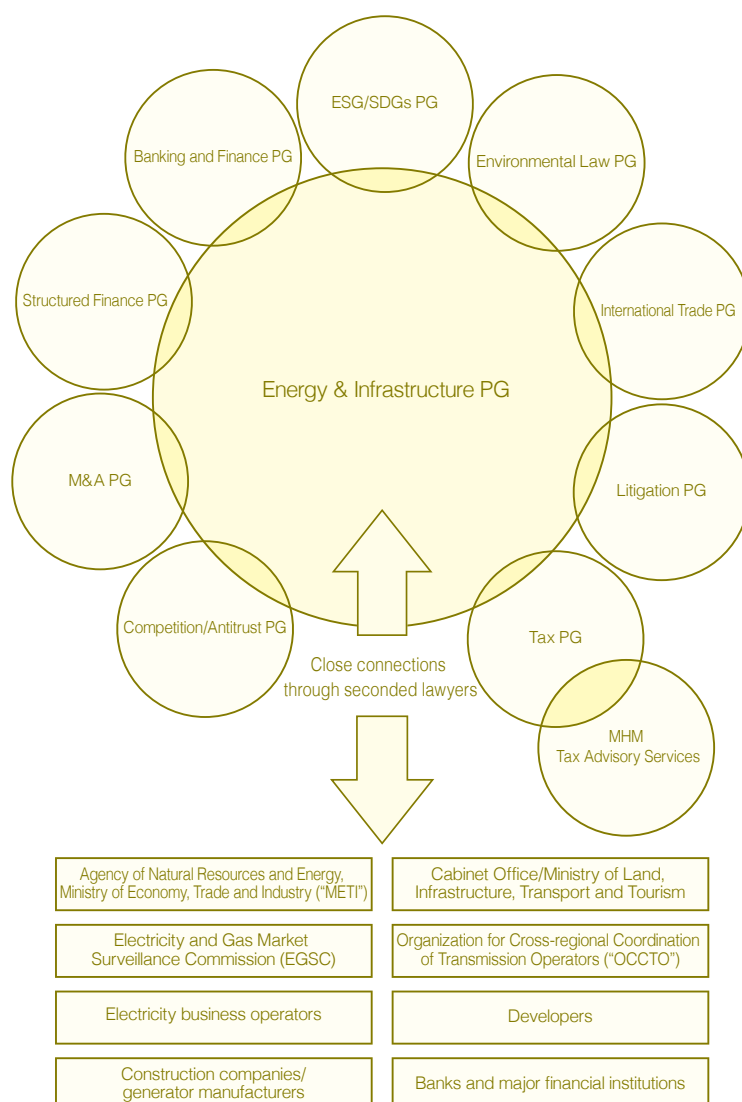 ESG/SDGs PG
Banking and Finance PG
Environmental Law PG
Structured Finance PG
International Trade PG
Energy & Infrastructure PG
M&A PG
Litigation PG
Competition/Antitrust PG
Tax PG
Close connections
through seconded lawyers
MHM
Tax Advisory Services
Agency of Natural Resources and Energy,
Ministry of Economy, Trade and Industry (“METI”)
Cabinet Office/Ministry of Land,
Infrastructure, Transport and Tourism
Electricity and Gas Market
Surveillance Commission (EGSC)
Organization for Cross-regional Coordination
of Transmission Operators (“OCCTO”)
Electricity business operators
Developers
Construction companies/
generator manufacturers
Banks and major financial institutions